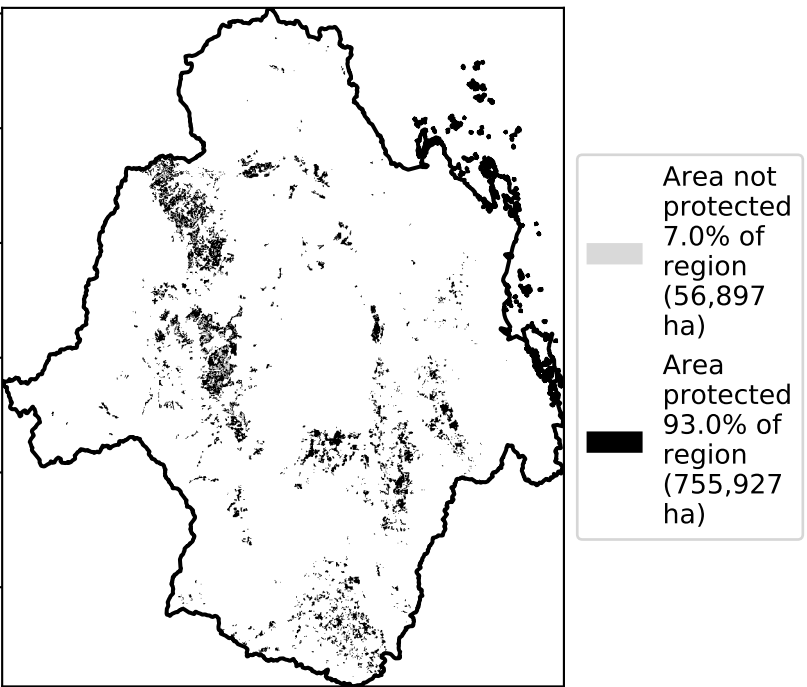 Area not
protected
7.0% of
region
(56,897
ha)
Area
protected
93.0% of
region
(755,927
ha)